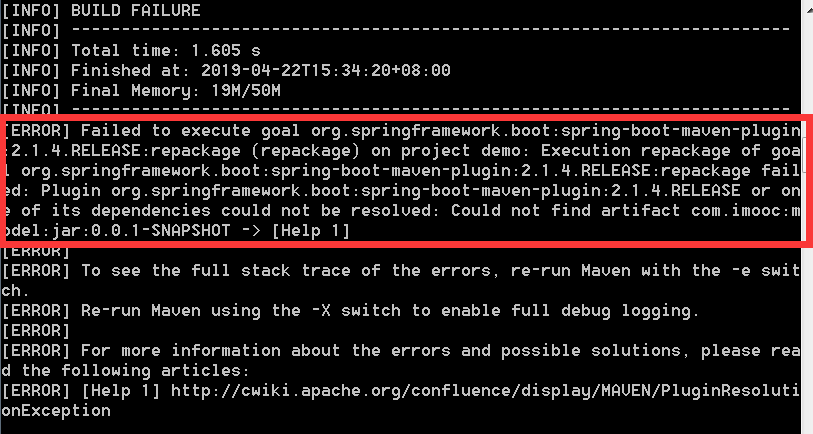 [INFO] BUILD FAILURE
[INFO] ------------------------------------------------------------------------
[INFO] Total time: 1.605 s
[INFO] Finished at: 2019-04-22T15:34:20+08:00
[INFO] Final Memory: 19M/50M
[INFO] ------------------------------------------------------------------------
[ERROR] Failed to execute goal org.springframework.boot:spring-boot-maven-plugin
:2.1.4.RELEASE:repackage (repackage) on project demo: Execution repackage of goa
l org.springframework.boot:spring-boot-maven-plugin:2.1.4.RELEASE:repackage fail
ed: Plugin org.springframework.boot:spring-boot-maven-plugin:2.1.4.RELEASE or on
e of its dependencies could not be resolved: Could not find artifact com.imooc:m
odel:jar:0.0.1-SNAPSHOT -> [Help 1]
[ERROR]
[ERROR] To see the full stack trace of the errors, re-run Maven with the -e swit
ch.
[ERROR] Re-run Maven using the -X switch to enable full debug logging.
[ERROR]
[ERROR] For more information about the errors and possible solutions, please rea
d the following articles:
[ERROR] [Help 1] http://cwiki.apache.org/confluence/display/MAVEN/PluginResoluti
onException